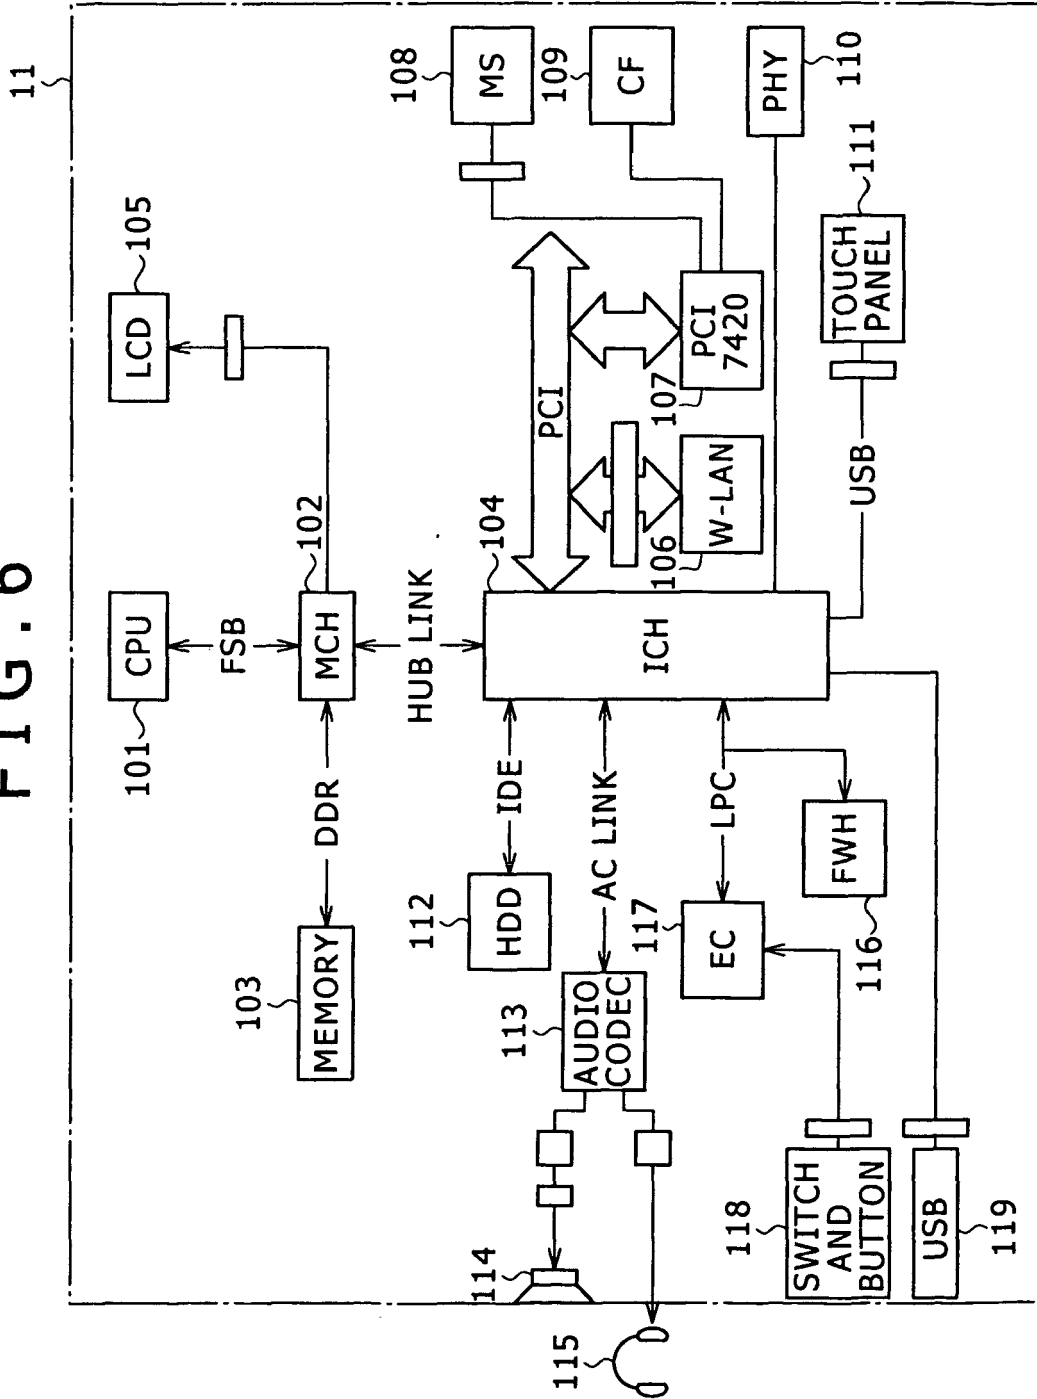 FIG. 6
11
101
CPU
FSB
103
MEMORY
DDR
MCH
102
LCD
105
HUB LINK
112
HDD
IDE
104
ICH
PCI
108
MS
109
CF
113
AUDIO
CODEC
AC LINK
106
W-LAN
107
PCI
7420
PHY
110
114
115
117
EC
LPC
FWH
116
USB
TOUCH
PANEL
111
118
SWITCH
AND
BUTTON
USB
119